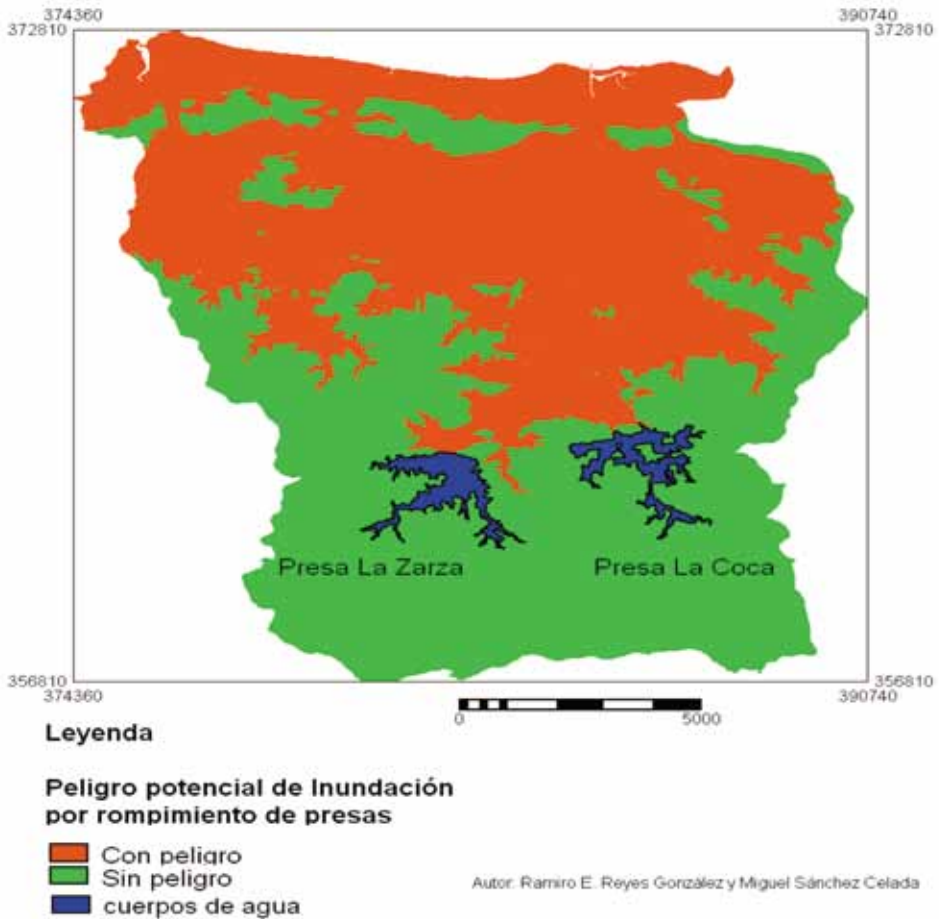 374360 390740
372810 372810
Presa La Zarza Presa La Coca
356810 356810
374360 390740
0 5000
Leyenda
Peligro potencial de Inundación
por rompimiento de presas
Con peligro
Sin peligro
cuerpos de agua
Autor: Ramiro E. Reyes González y Miguel Sánchez Celada